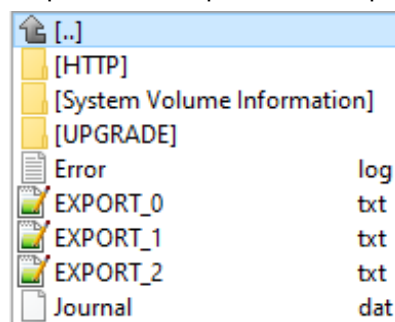 [..]
[HTTP]
[System Volume Information]
[UPGRADE]
Error log
EXPORT_0 txt
EXPORT_1 txt
EXPORT_2 txt
Journal dat